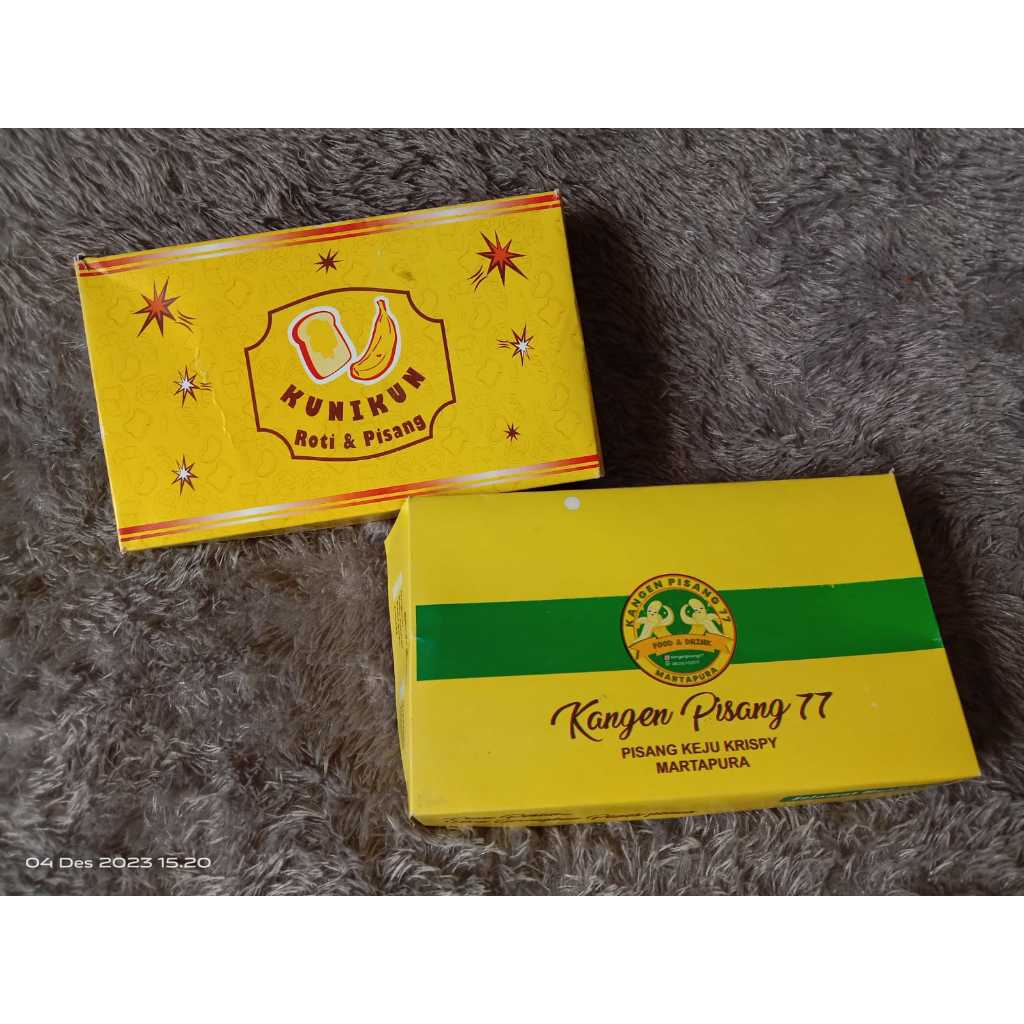 KUNIKUN
Roti & Pisang
KANGEN PISANG 77
FOOD & DRINK
MARTAPURA
Kangen Pisang 77
PISANG KEJU KRISPY
MARTAPURA
04 Des 2023 15.20